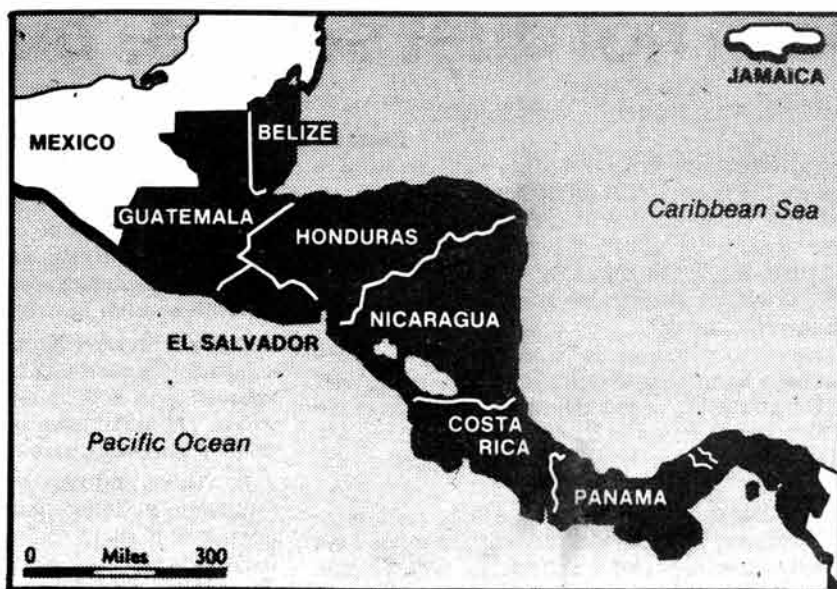 JAMAICA
BELIZE
MEXICO
GUATEMALA
Caribbean Sea
HONDURAS
NICARAGUA
EL SALVADOR
COSTA
RICA
Pacific Ocean
PANAMA
0 Miles 300